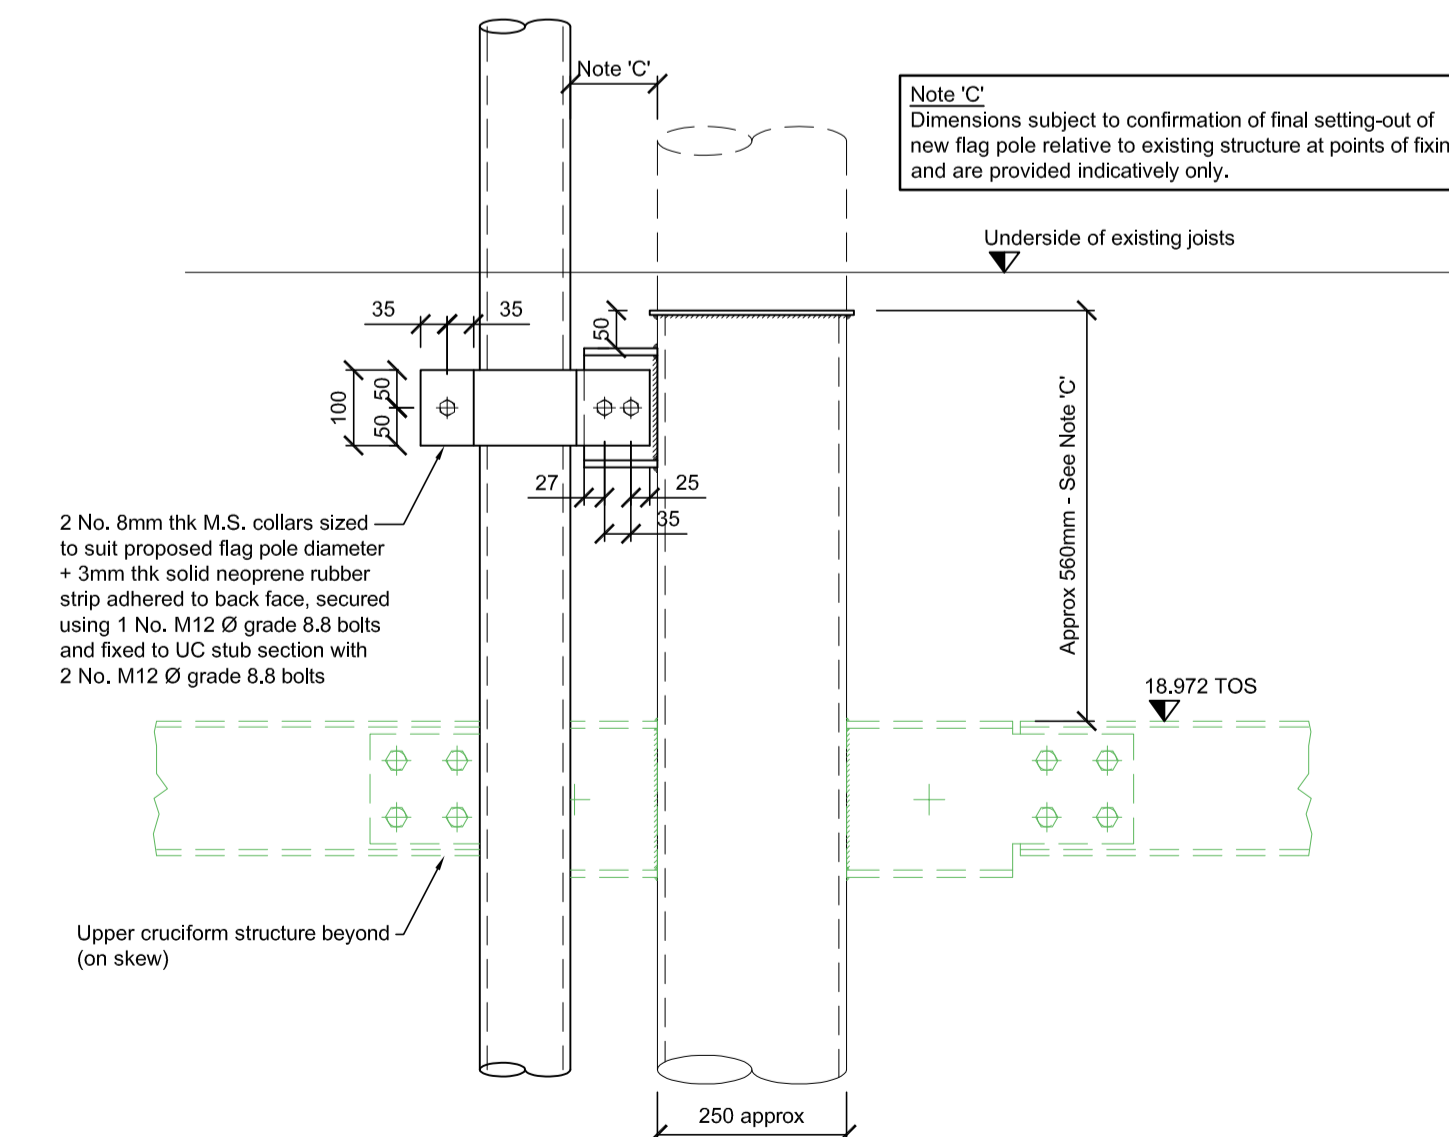 Note 'C'
Note 'C'
Dimensions subject to confirmation of final setting-out of
new flag pole relative to existing structure at points of fixin
and are provided indicatively only.
Underside of existing joists
35
35
50
100
50
50
27
25
35
Approx 560mm - See Note 'C'
2 No. 8mm thk M.S. collars sized
to suit proposed flag pole diameter
+ 3mm thk solid neoprene rubber
strip adhered to back face, secured
using 1 No. M12 Ø grade 8.8 bolts
and fixed to UC stub section with
2 No. M12 Ø grade 8.8 bolts
18.972 TOS
Upper cruciform structure beyond
(on skew)
250 approx